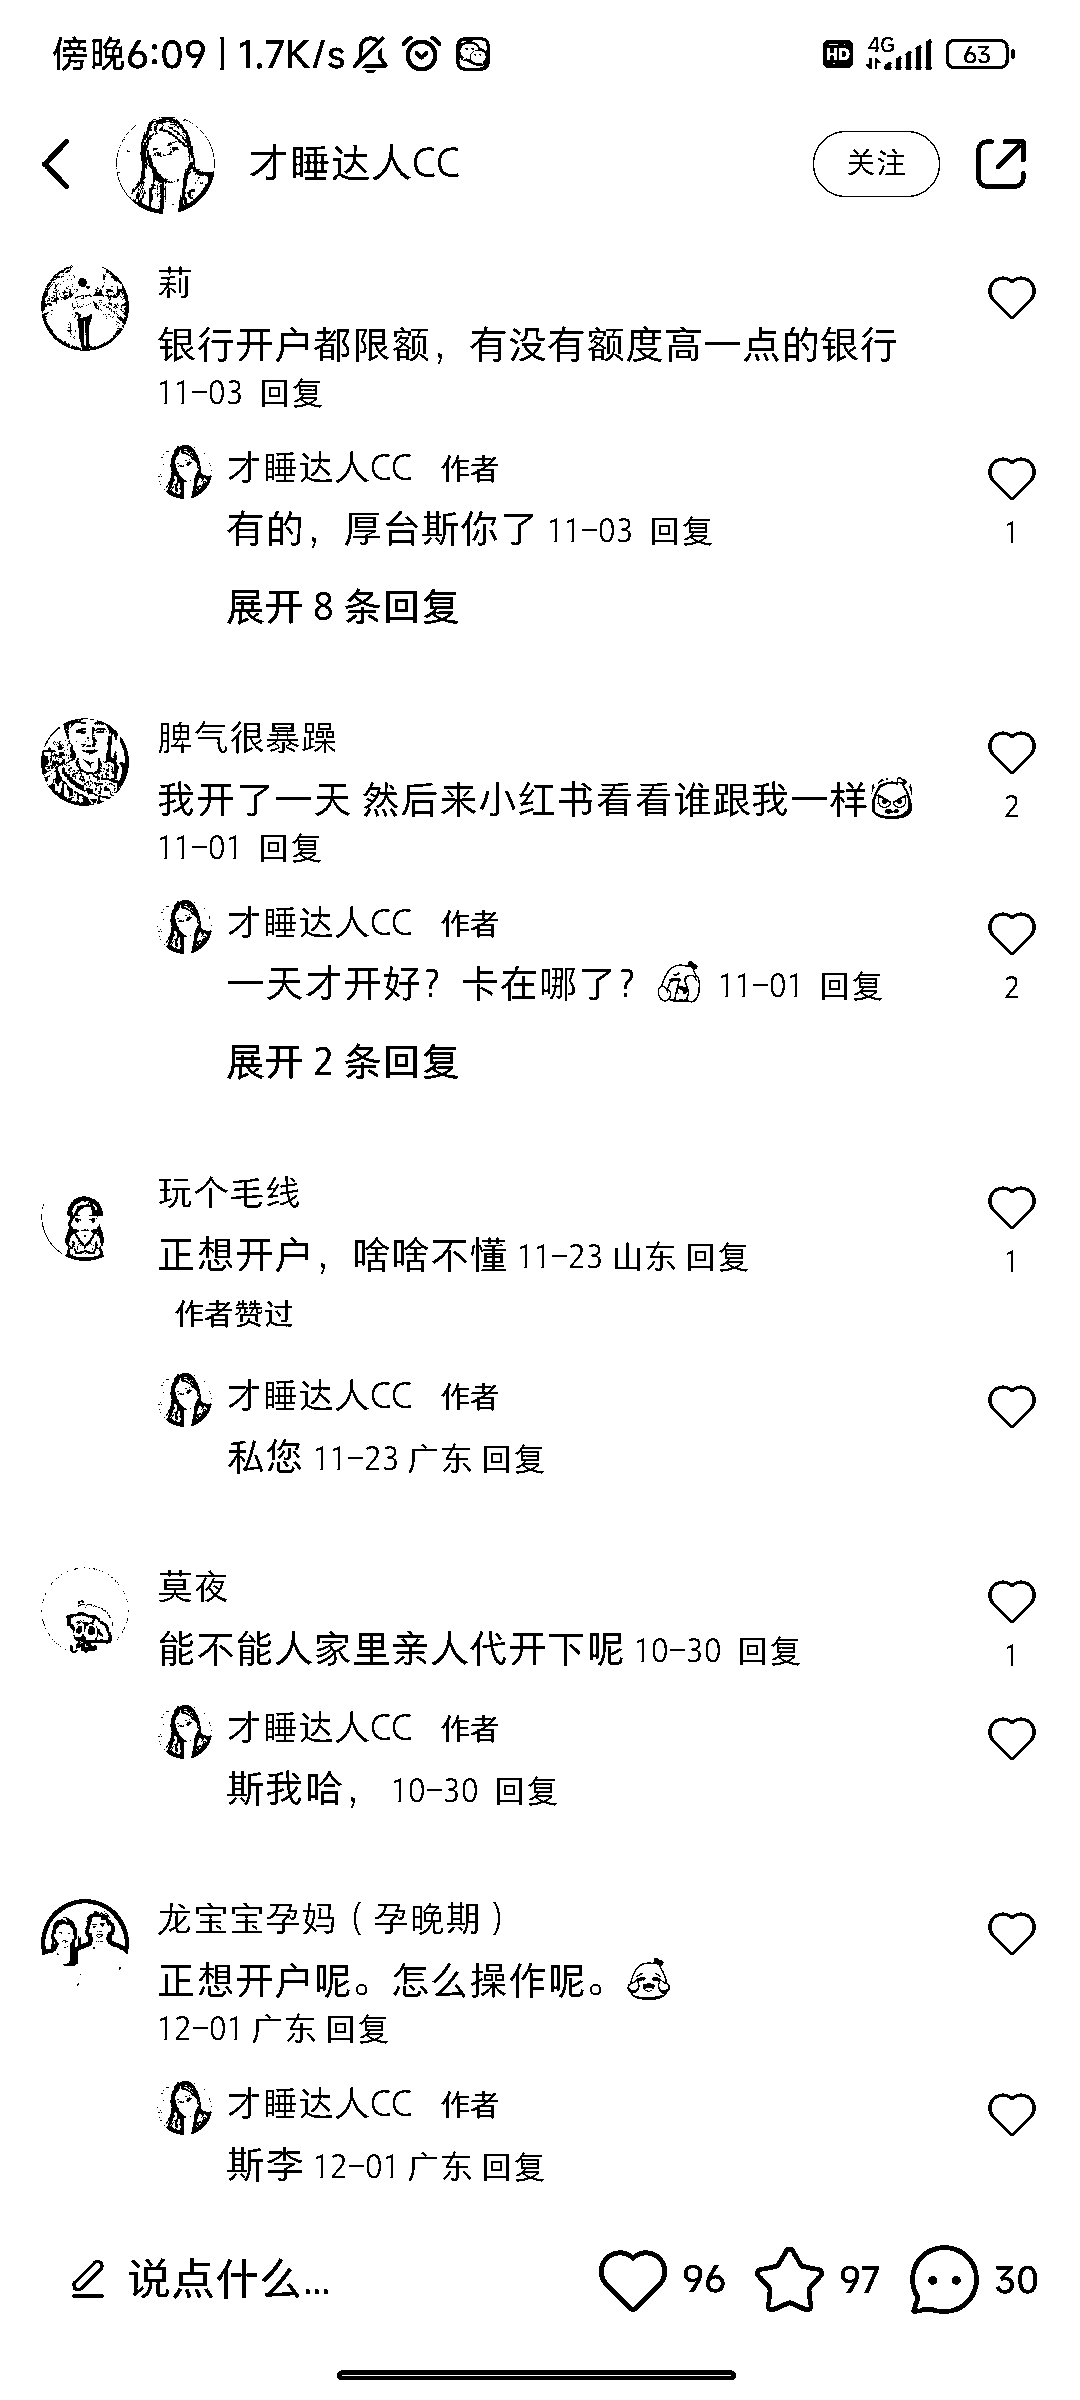 傍晚6:09 | 1.7K/s HD 4G 63
才睡达人CC 关注
莉
银行开户都限额，有没有额度高一点的银行
11-03 回复
才睡达人CC 作者
有的，厚台斯你了 11-03 回复 1
展开 8 条回复
脾气很暴躁
我开了一天 然后来小红书看看谁跟我一样 2
11-01 回复
才睡达人CC 作者
一天才开好？卡在哪了？ 11-01 回复 2
展开 2 条回复
玩个毛线
正想开户，啥啥不懂 11-23 山东 回复 1
作者赞过
才睡达人CC 作者
私您 11-23 广东 回复
莫夜
能不能人家里亲人代开下呢 10-30 回复 1
才睡达人CC 作者
斯我哈， 10-30 回复
龙宝宝孕妈（孕晚期）
正想开户呢。怎么操作呢。
12-01 广东 回复
才睡达人CC 作者
斯李 12-01 广东 回复
说点什么... 96 97 30